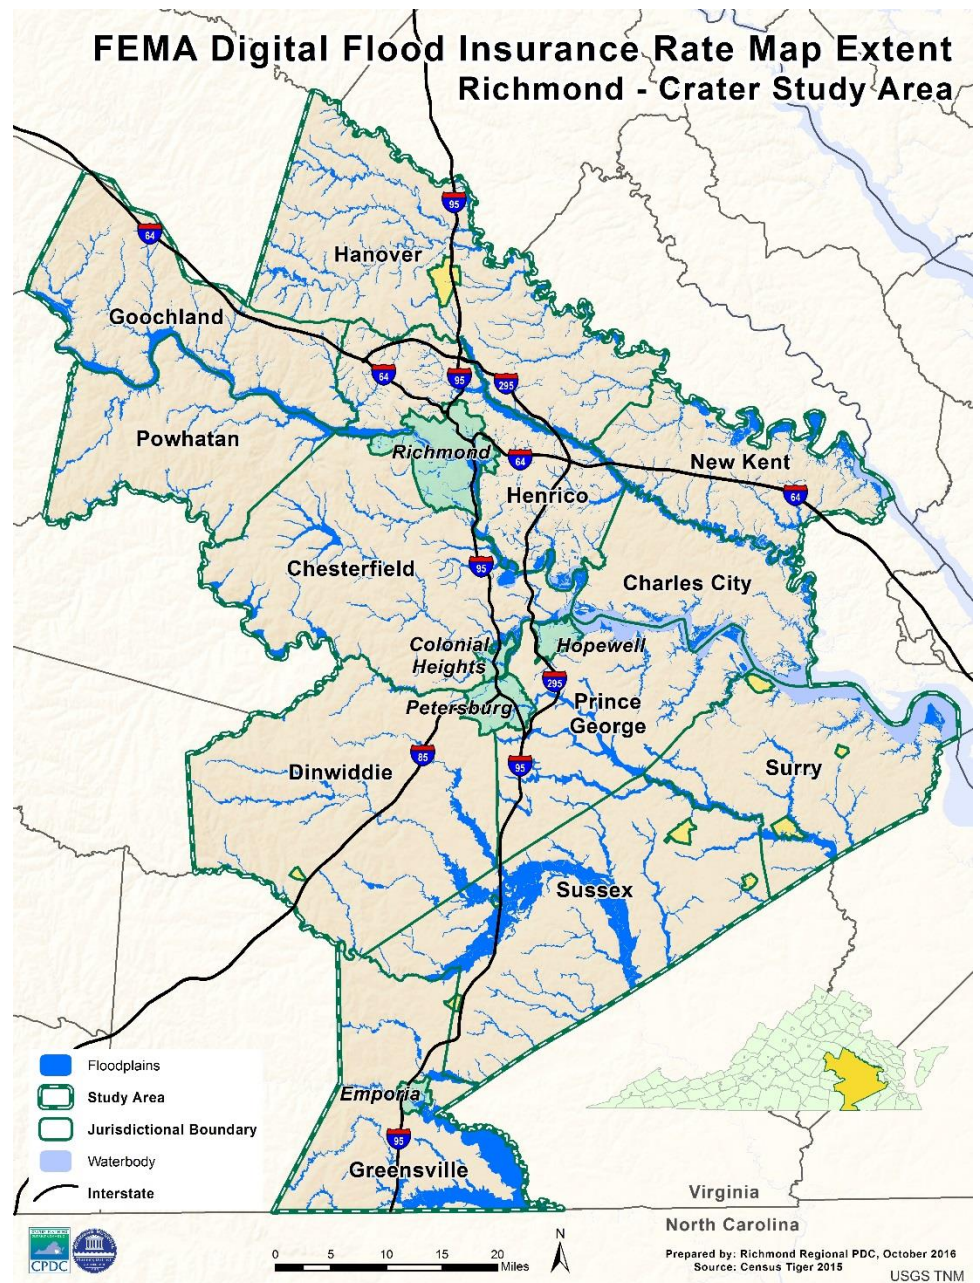 FEMA Digital Flood Insurance Rate Map Extent
Richmond - Crater Study Area
95
64
Hanover
Goochland
64
95
295
Powhatan
Richmond
64
New Kent
Henrico
64
Chesterfield
95
Charles City
Colonial
Heights
Hopewell
295
Petersburg
Prince
George
85
95
Dinwiddie
Surry
Sussex
Emporia
95
Greensville
Floodplains
Study Area
Jurisdictional Boundary
Waterbody
Interstate
Virginia
North Carolina
CPDC
0 5 10 15 20
Miles
N
Prepared by: Richmond Regional PDC, October 2016
Source: Census Tiger 2015
USGS TNM